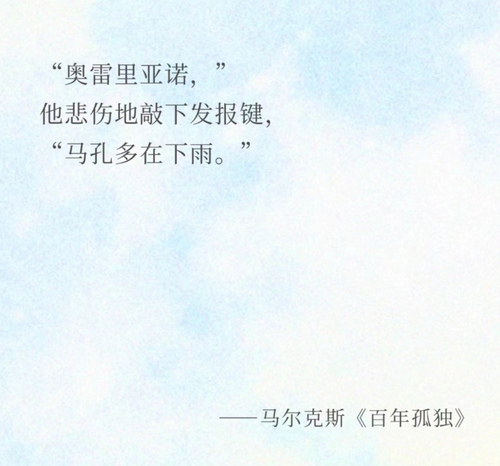 “奥雷里亚诺，”
他悲伤地敲下发报键，
“马孔多在下雨。”
——马尔克斯《百年孤独》